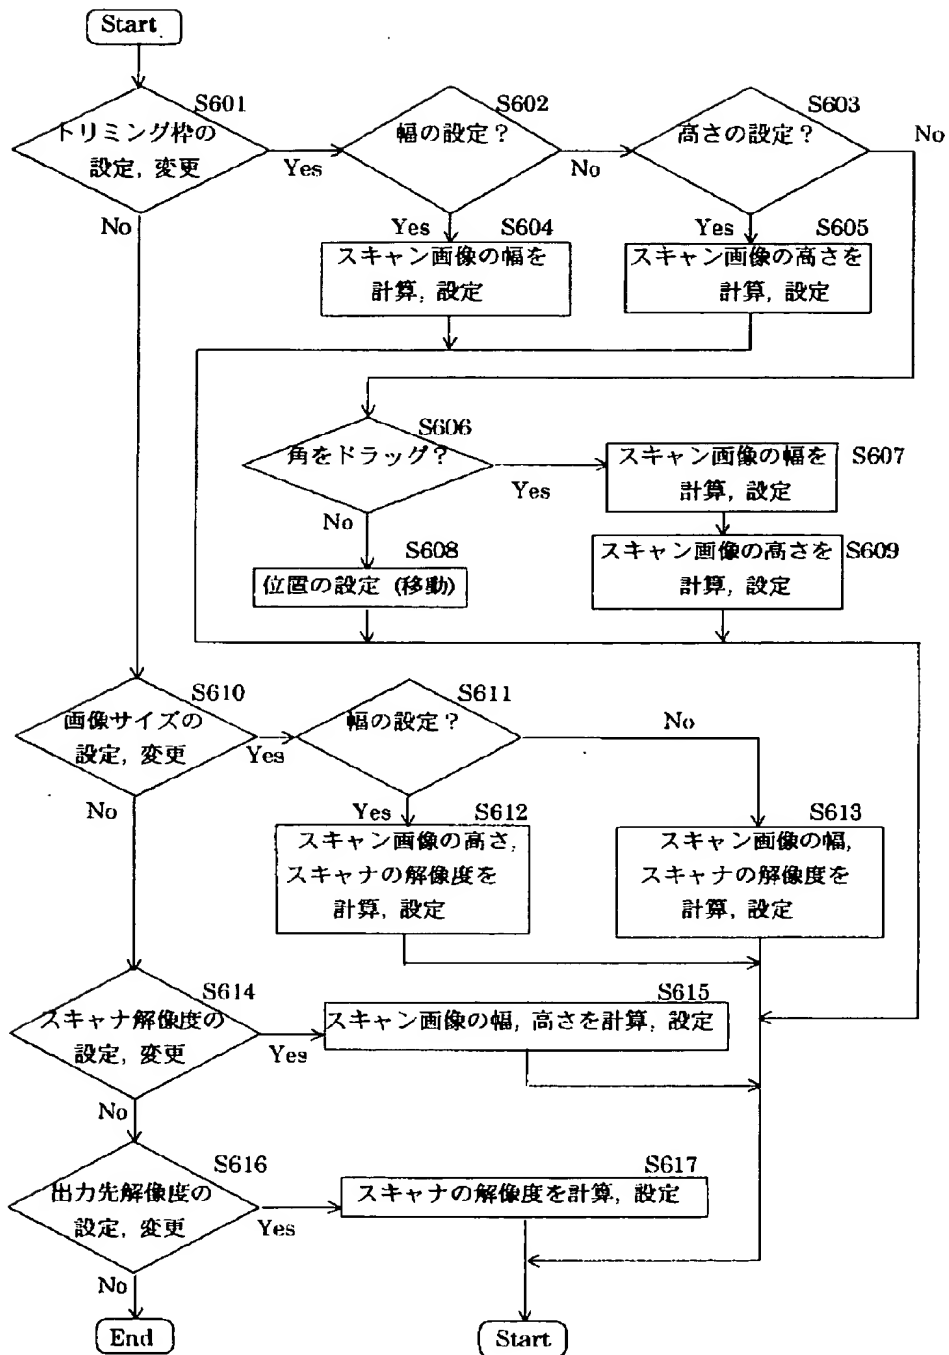 Start
S601
トリミング枠の
設定, 変更
Yes
No
S602
幅の設定？
No
Yes
S603
高さの設定？
No
Yes
S604
スキャン画像の幅を
計算, 設定
S605
スキャン画像の高さを
計算, 設定
S606
角をドラッグ？
Yes
No
スキャン画像の幅を
計算, 設定
S607
S608
位置の設定 (移動)
スキャン画像の高さを
計算, 設定
S609
S610
画像サイズの
設定, 変更
Yes
No
S611
幅の設定？
No
Yes
S612
スキャン画像の高さ,
スキャナの解像度を
計算, 設定
S613
スキャン画像の幅,
スキャナの解像度を
計算, 設定
S614
スキャナ解像度の
設定, 変更
Yes
No
S615
スキャン画像の幅, 高さを計算, 設定
S616
出力先解像度の
設定, 変更
Yes
No
S617
スキャナの解像度を計算, 設定
End
Start